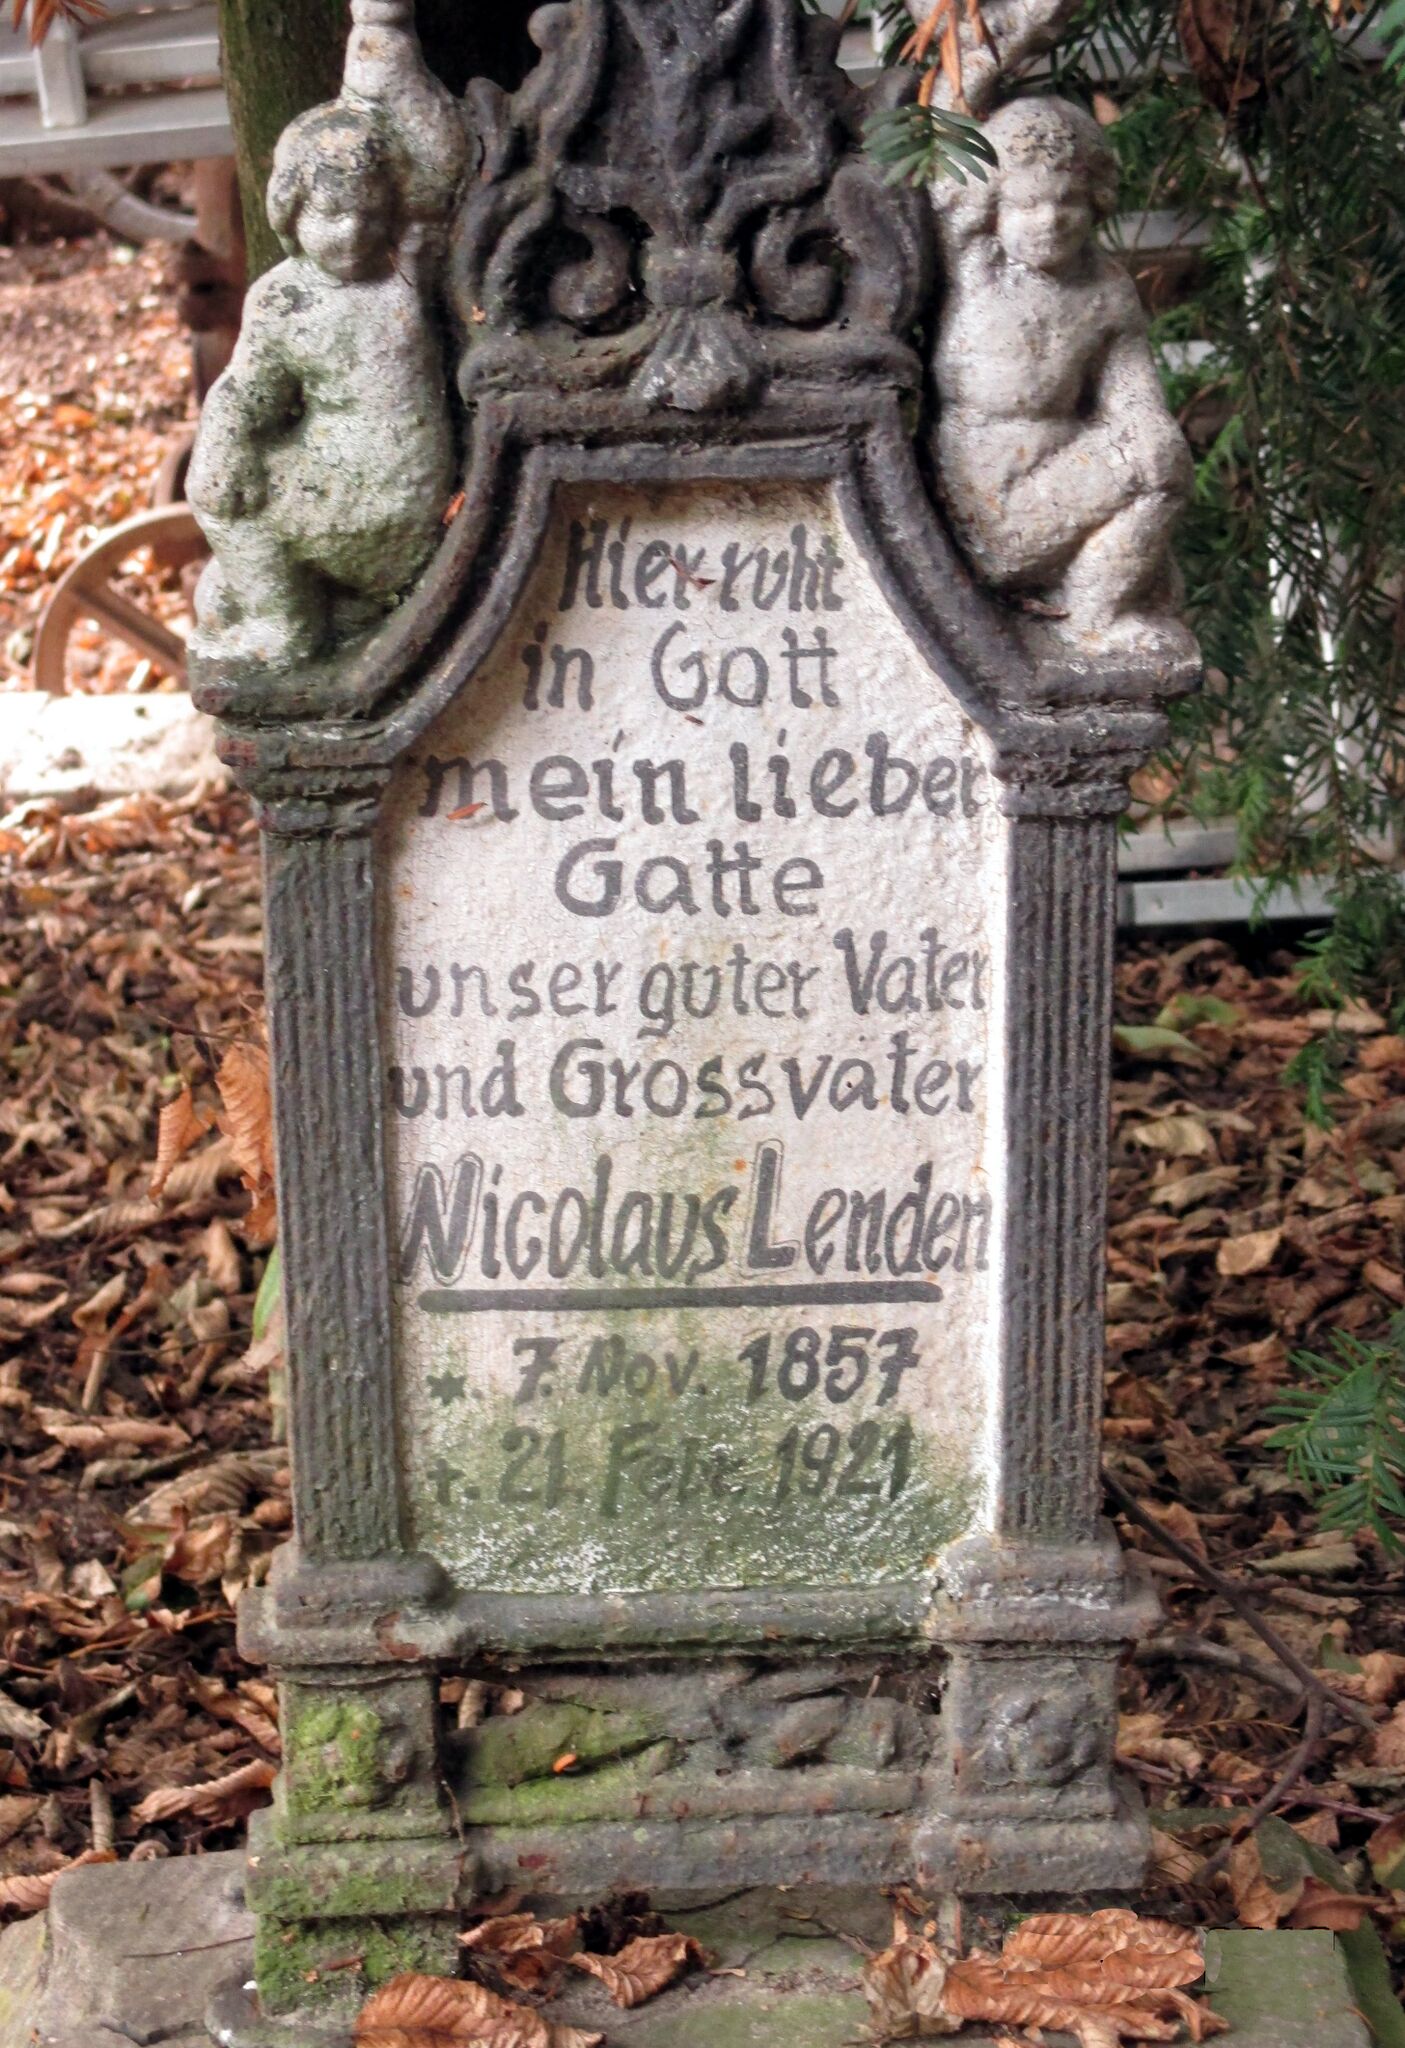 Hier ruht
in Gott
mein lieber
Gatte
unser guter Vater
und Grossvater
Nicolaus Lenden
*. 7. Nov. 1857
†. 21. Febr. 1921